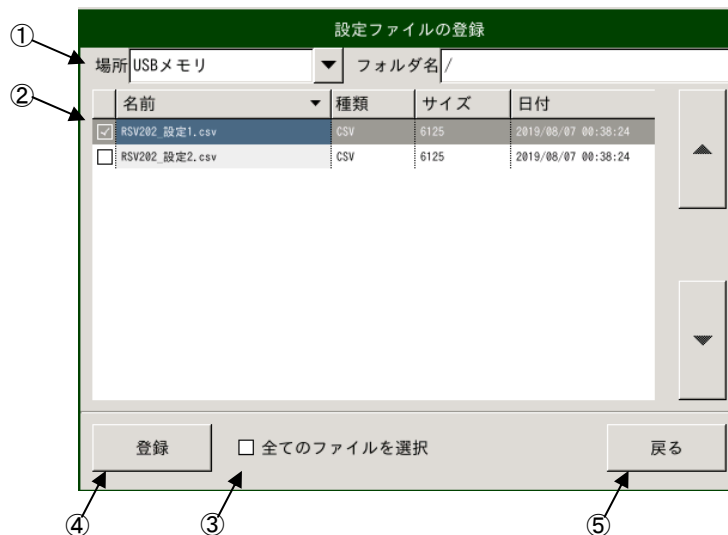 設定ファイルの登録
① 場所 USBメモリ フォルダ名 /
② 名前 種類 サイズ 日付
RSV202_設定1.csv CSV 6125 2019/08/07 00:38:24
RSV202_設定2.csv CSV 6125 2019/08/07 00:38:24
登録 全てのファイルを選択 戻る
④ ③ ⑤